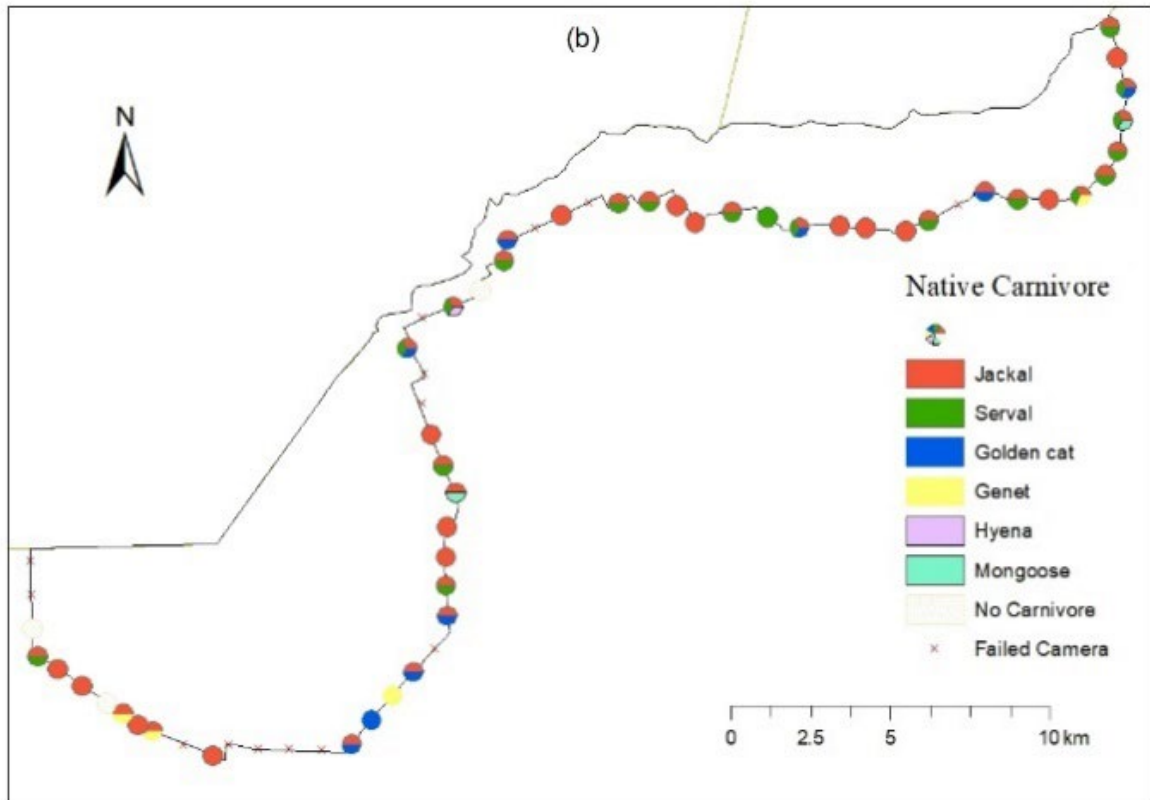 (b)
N
Native Carnivore
Jackal
Serval
Golden cat
Genet
Hyena
Mongoose
No Carnivore
Failed Camera
0 2.5 5 10 km